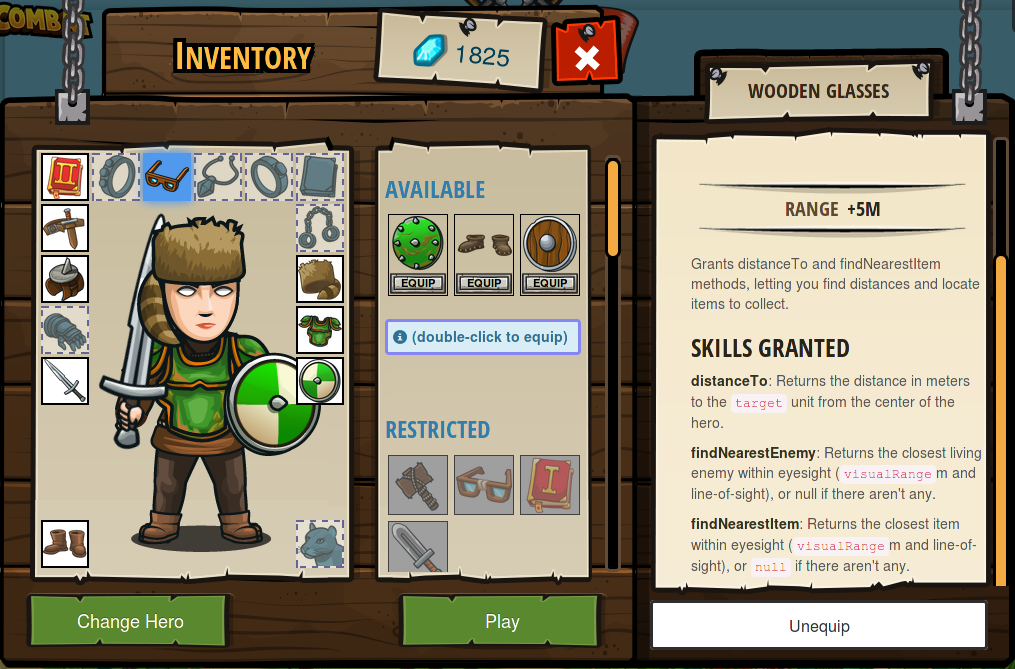 COMBAT
INVENTORY
1825
WOODEN GLASSES
AVAILABLE
EQUIP
EQUIP
EQUIP
(double-click to equip)
RESTRICTED
RANGE +5M
Grants distanceTo and findNearestItem
methods, letting you find distances and locate
items to collect.
SKILLS GRANTED
distanceTo: Returns the distance in meters
to the target unit from the center of the
hero.
findNearestEnemy: Returns the closest living
enemy within eyesight (visualRangem and
line-of-sight), or null if there aren't any.
findNearestItem: Returns the closest item
within eyesight (visualRangem and line-of-
sight), or null if there aren't any.
Change Hero
Play
Unequip